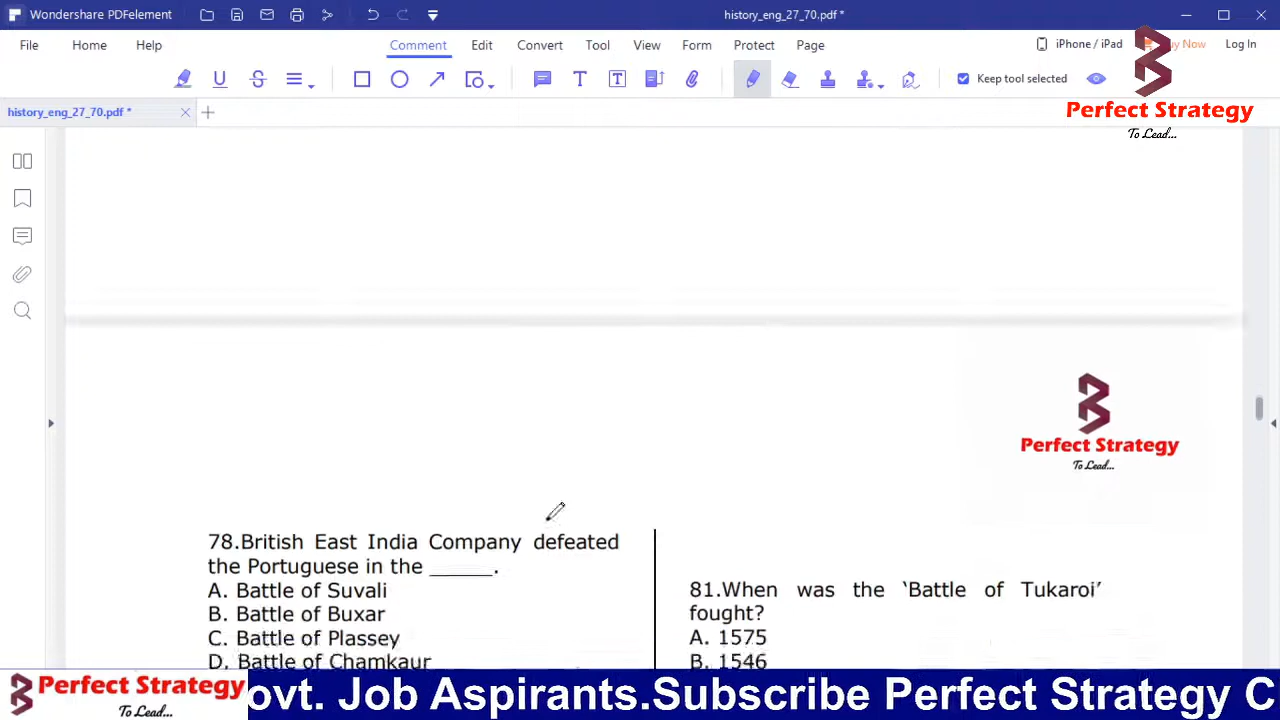 Wondershare PDFelement
history_eng_27_70.pdf *
File Home Help
Comment Edit Convert Tool View Form Protect Page
iPhone / iPad
Buy Now
Log In
Keep tool selected
history_eng_27_70.pdf *
Perfect Strategy
To Lead...
Perfect Strategy
To Lead...
78.British East India Company defeated
the Portuguese in the ______.
A. Battle of Suvali
B. Battle of Buxar
C. Battle of Plassey
D. Battle of Chamkaur
81.When was the ‘Battle of Tukaroi’
fought?
A. 1575
B. 1546
Perfect Strategy
To Lead...
ovt. Job Aspirants.Subscribe Perfect Strategy C